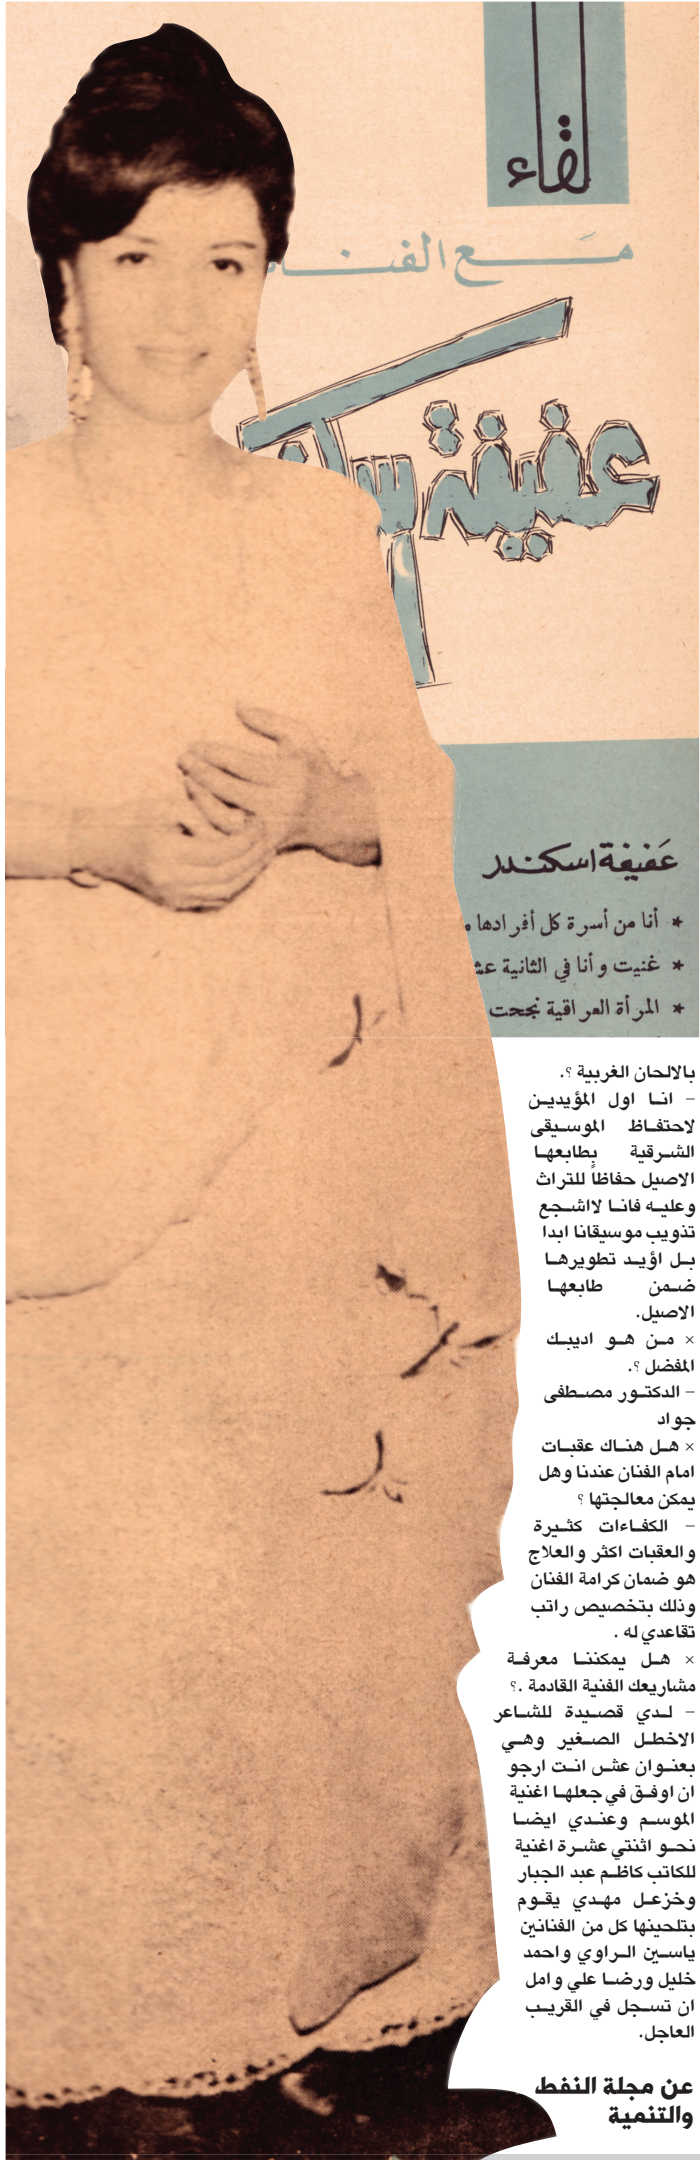 لقاء
مَع الفنـ
عفيفة
عَفيفة اسكندر
* أنا من أسرة كل أفرادها
* غنيت وأنا في الثانية
* المرأة العراقية نجحت
بالالحان الغربية ؟.
– انا اول المؤيدين
لاحتفاظ الموسيقى
الشرقية بطابعها
الاصيل حفاظاً للتراث
وعليه فانا لااشجع
تذويب موسيقانا ابدا
بل اؤيد تطويرها
ضمن طابعها
الاصيل.
× من هو اديبك
المفضل ؟.
– الدكتور مصطفى
جواد
× هل هناك عقبات
امام الفنان عندنا وهل
يمكن معالجتها ؟
– الكفاءات كثيرة
والعقبات اكثر والعلاج
هو ضمان كرامة الفنان
وذلك بتخصيص راتب
تقاعدي له .
× هل يمكننا معرفة
مشاريعك الفنية القادمة .؟
– لدي قصيدة للشاعر
الاخطل الصغير وهي
بعنوان عش انت ارجو
ان اوفق في جعلها اغنية
الموسم وعندي ايضا
نحو اثنتي عشرة اغنية
للكاتب كاظم عبد الجبار
وخزعل مهدي يقوم
بتلحينها كل من الفنانين
ياسين الراوي واحمد
خليل ورضا علي وامل
ان تسجل في القريب
العاجل.
عن مجلة النفط
والتنمية